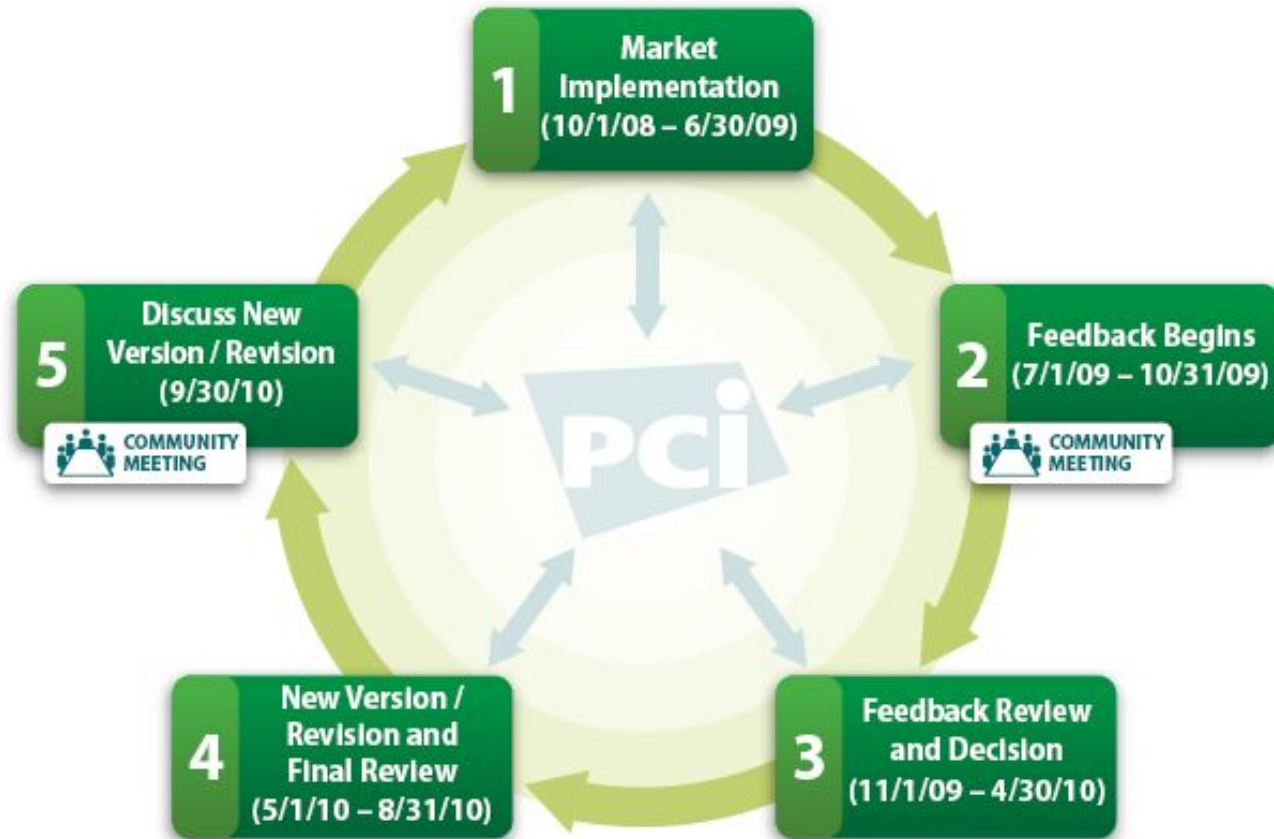 1
Market
Implementation
(10/1/08 – 6/30/09)
2
Feedback Begins
(7/1/09 – 10/31/09)
COMMUNITY
MEETING
3
Feedback Review
and Decision
(11/1/09 – 4/30/10)
4
New Version /
Revision and
Final Review
(5/1/10 – 8/31/10)
5
Discuss New
Version / Revision
(9/30/10)
COMMUNITY
MEETING
PCi